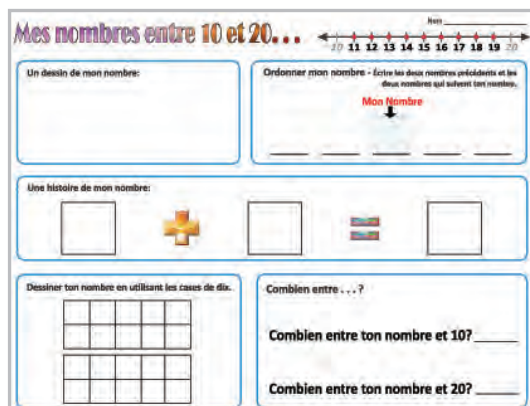 Nom
Mes nombres entre 10 et 20...
10 11 12 13 14 15 16 17 18 19 20
Un dessin de mon nombre:
Ordonner mon nombre - Écrire les deux nombres précédents et les
deux nombres qui suivent ton nombre.
Mon Nombre
Une histoire de mon nombre:
Dessiner ton nombre en utilisant les cases de dix.
Combien entre . . . ?
Combien entre ton nombre et 10?
Combien entre ton nombre et 20?